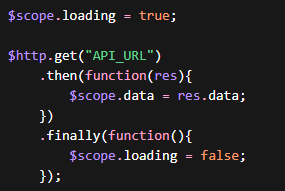 $scope.loading = true;

$http.get("API_URL")
    .then(function(res){
        $scope.data = res.data;
    })
    .finally(function(){
        $scope.loading = false;
    });